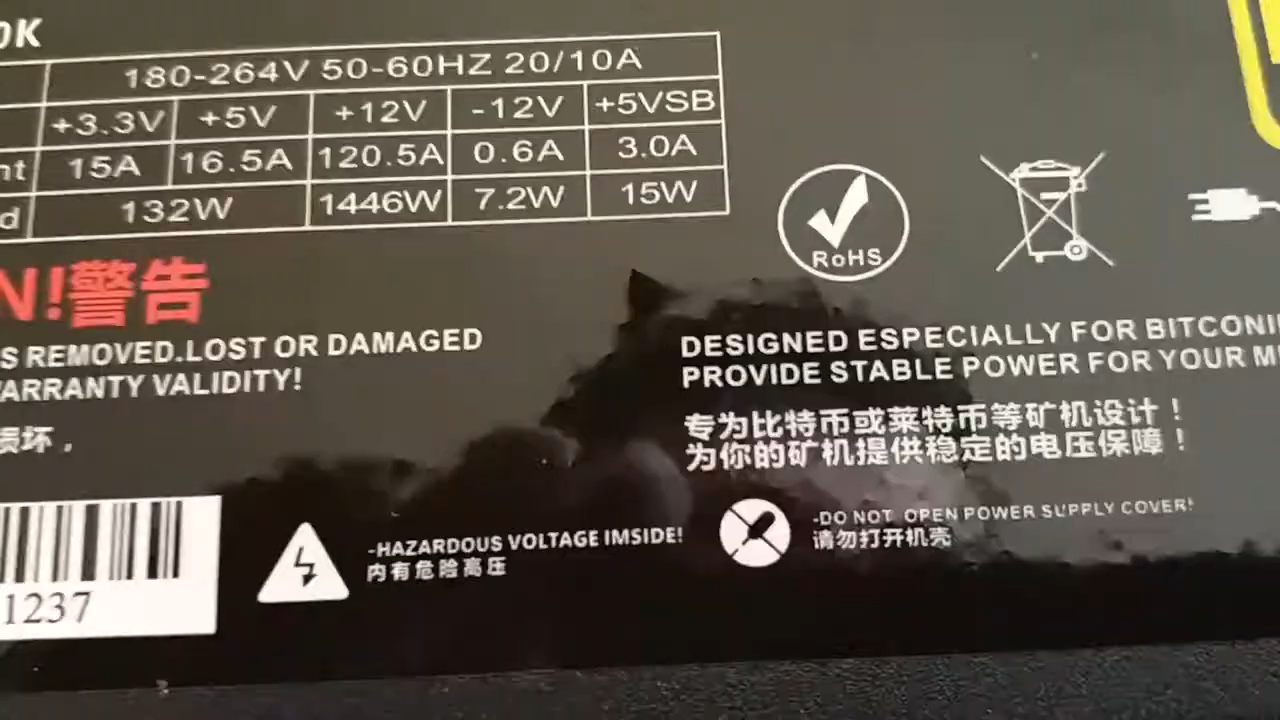 0K
180-264V 50-60HZ 20/10A
+3.3V +5V +12V -12V +5VSB
nt 15A 16.5A 120.5A 0.6A 3.0A
d 132W 1446W 7.2W 15W
RoHS
N!警告
S REMOVED.LOST OR DAMAGED
ARRANTY VALIDITY!
损坏，
DESIGNED ESPECIALLY FOR BITCONI
PROVIDE STABLE POWER FOR YOUR MI
专为比特币或莱特币等矿机设计！
为你的矿机提供稳定的电压保障！
1237
-HAZARDOUS VOLTAGE IMSIDE!
内有危险高压
-DO NOT OPEN POWER SUPPLY COVER!
请勿打开机壳